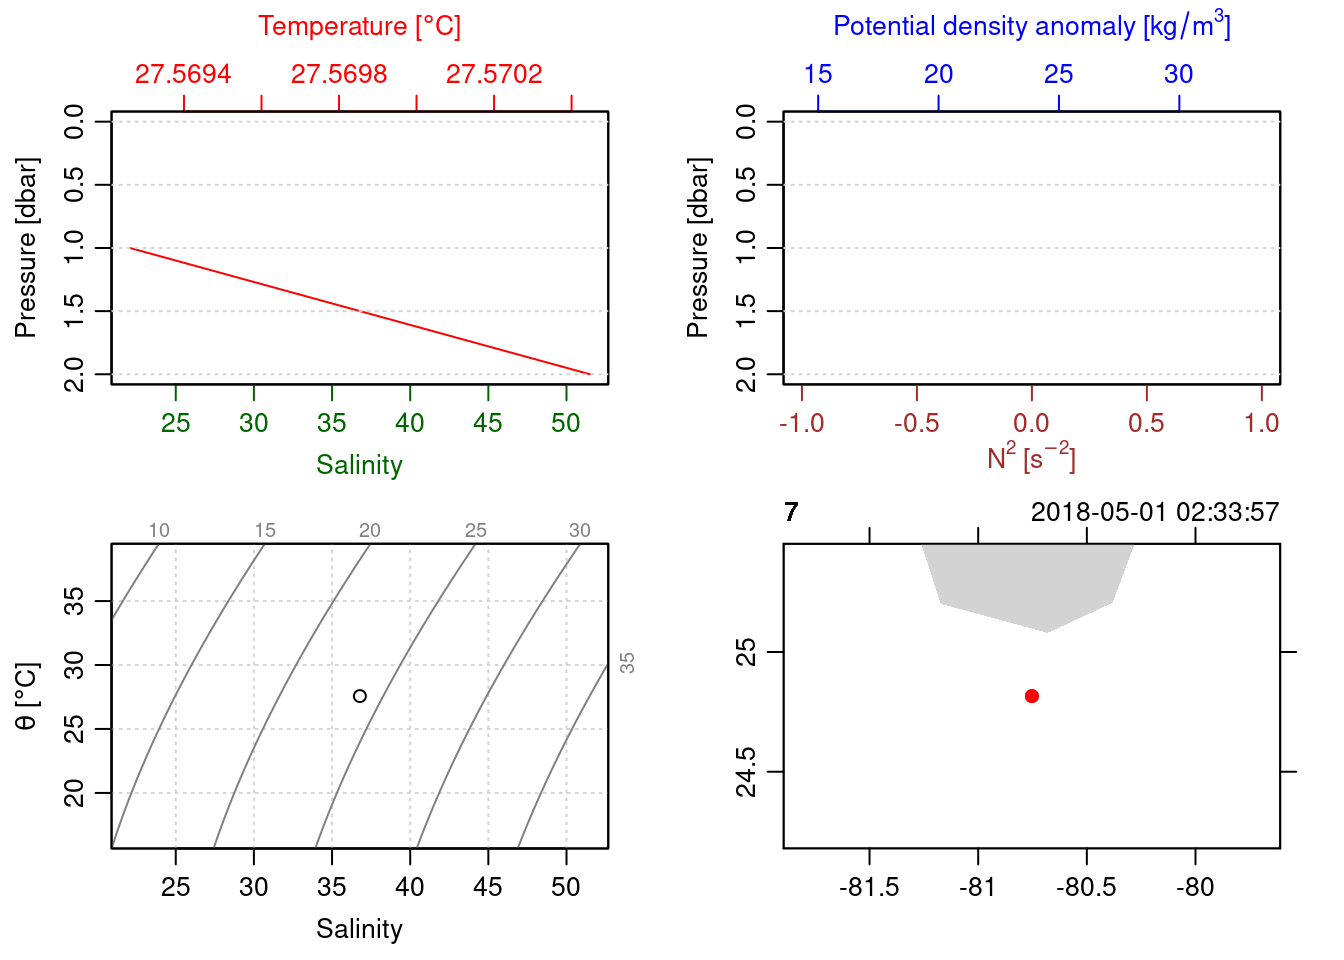 Temperature [°C]
27.5694 27.5698 27.5702
Pressure [dbar]
0.0 0.5 1.0 1.5 2.0
25 30 35 40 45 50
Salinity
Potential density anomaly [kg/m³]
15 20 25 30
Pressure [dbar]
0.0 0.5 1.0 1.5 2.0
-1.0 -0.5 0.0 0.5 1.0
N² [s⁻²]
10 15 20 25 30
35
θ [°C]
35 30 25 20
25 30 35 40 45 50
Salinity
7 2018-05-01 02:33:57
25
24.5
-81.5 -81 -80.5 -80